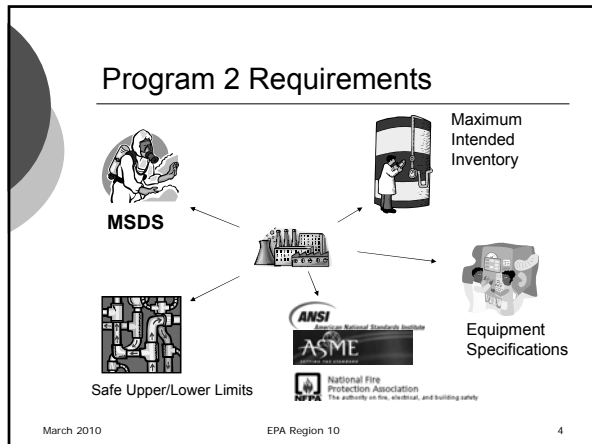 Program 2 Requirements
Maximum
Intended
Inventory
MSDS
Equipment
Specifications
Safe Upper/Lower Limits
ANSI
American National Standards Institute
ASME
SETTING THE STANDARD
NFPA
National Fire
Protection Association
The authority on fire, electrical, and building safety
March 2010
EPA Region 10
4